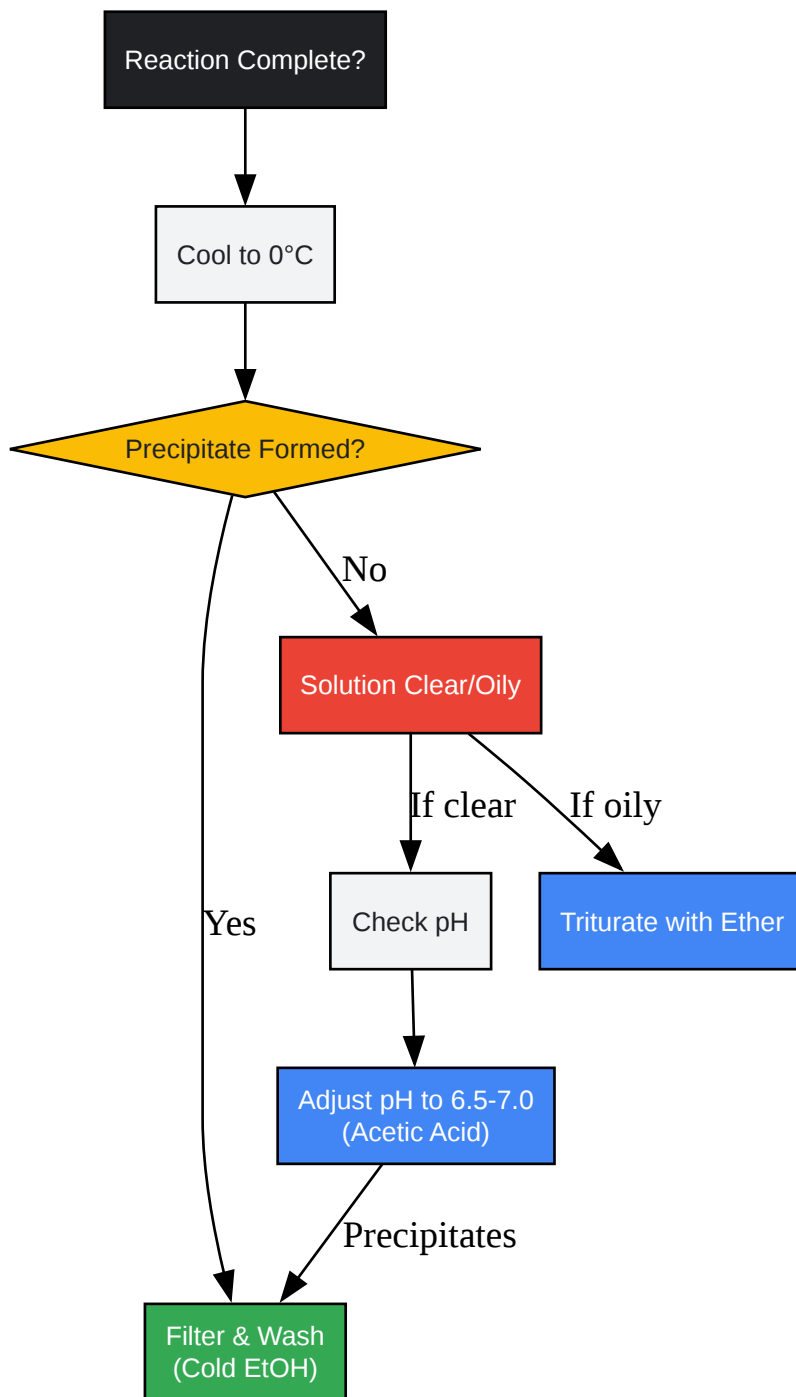 Reaction Complete?
Cool to 0°C
Precipitate Formed?
No
Solution Clear/Oily
If clear
If oily
Yes
Check pH
Triturate with Ether
Adjust pH to 6.5-7.0
(Acetic Acid)
Precipitates
Filter & Wash
(Cold EtOH)